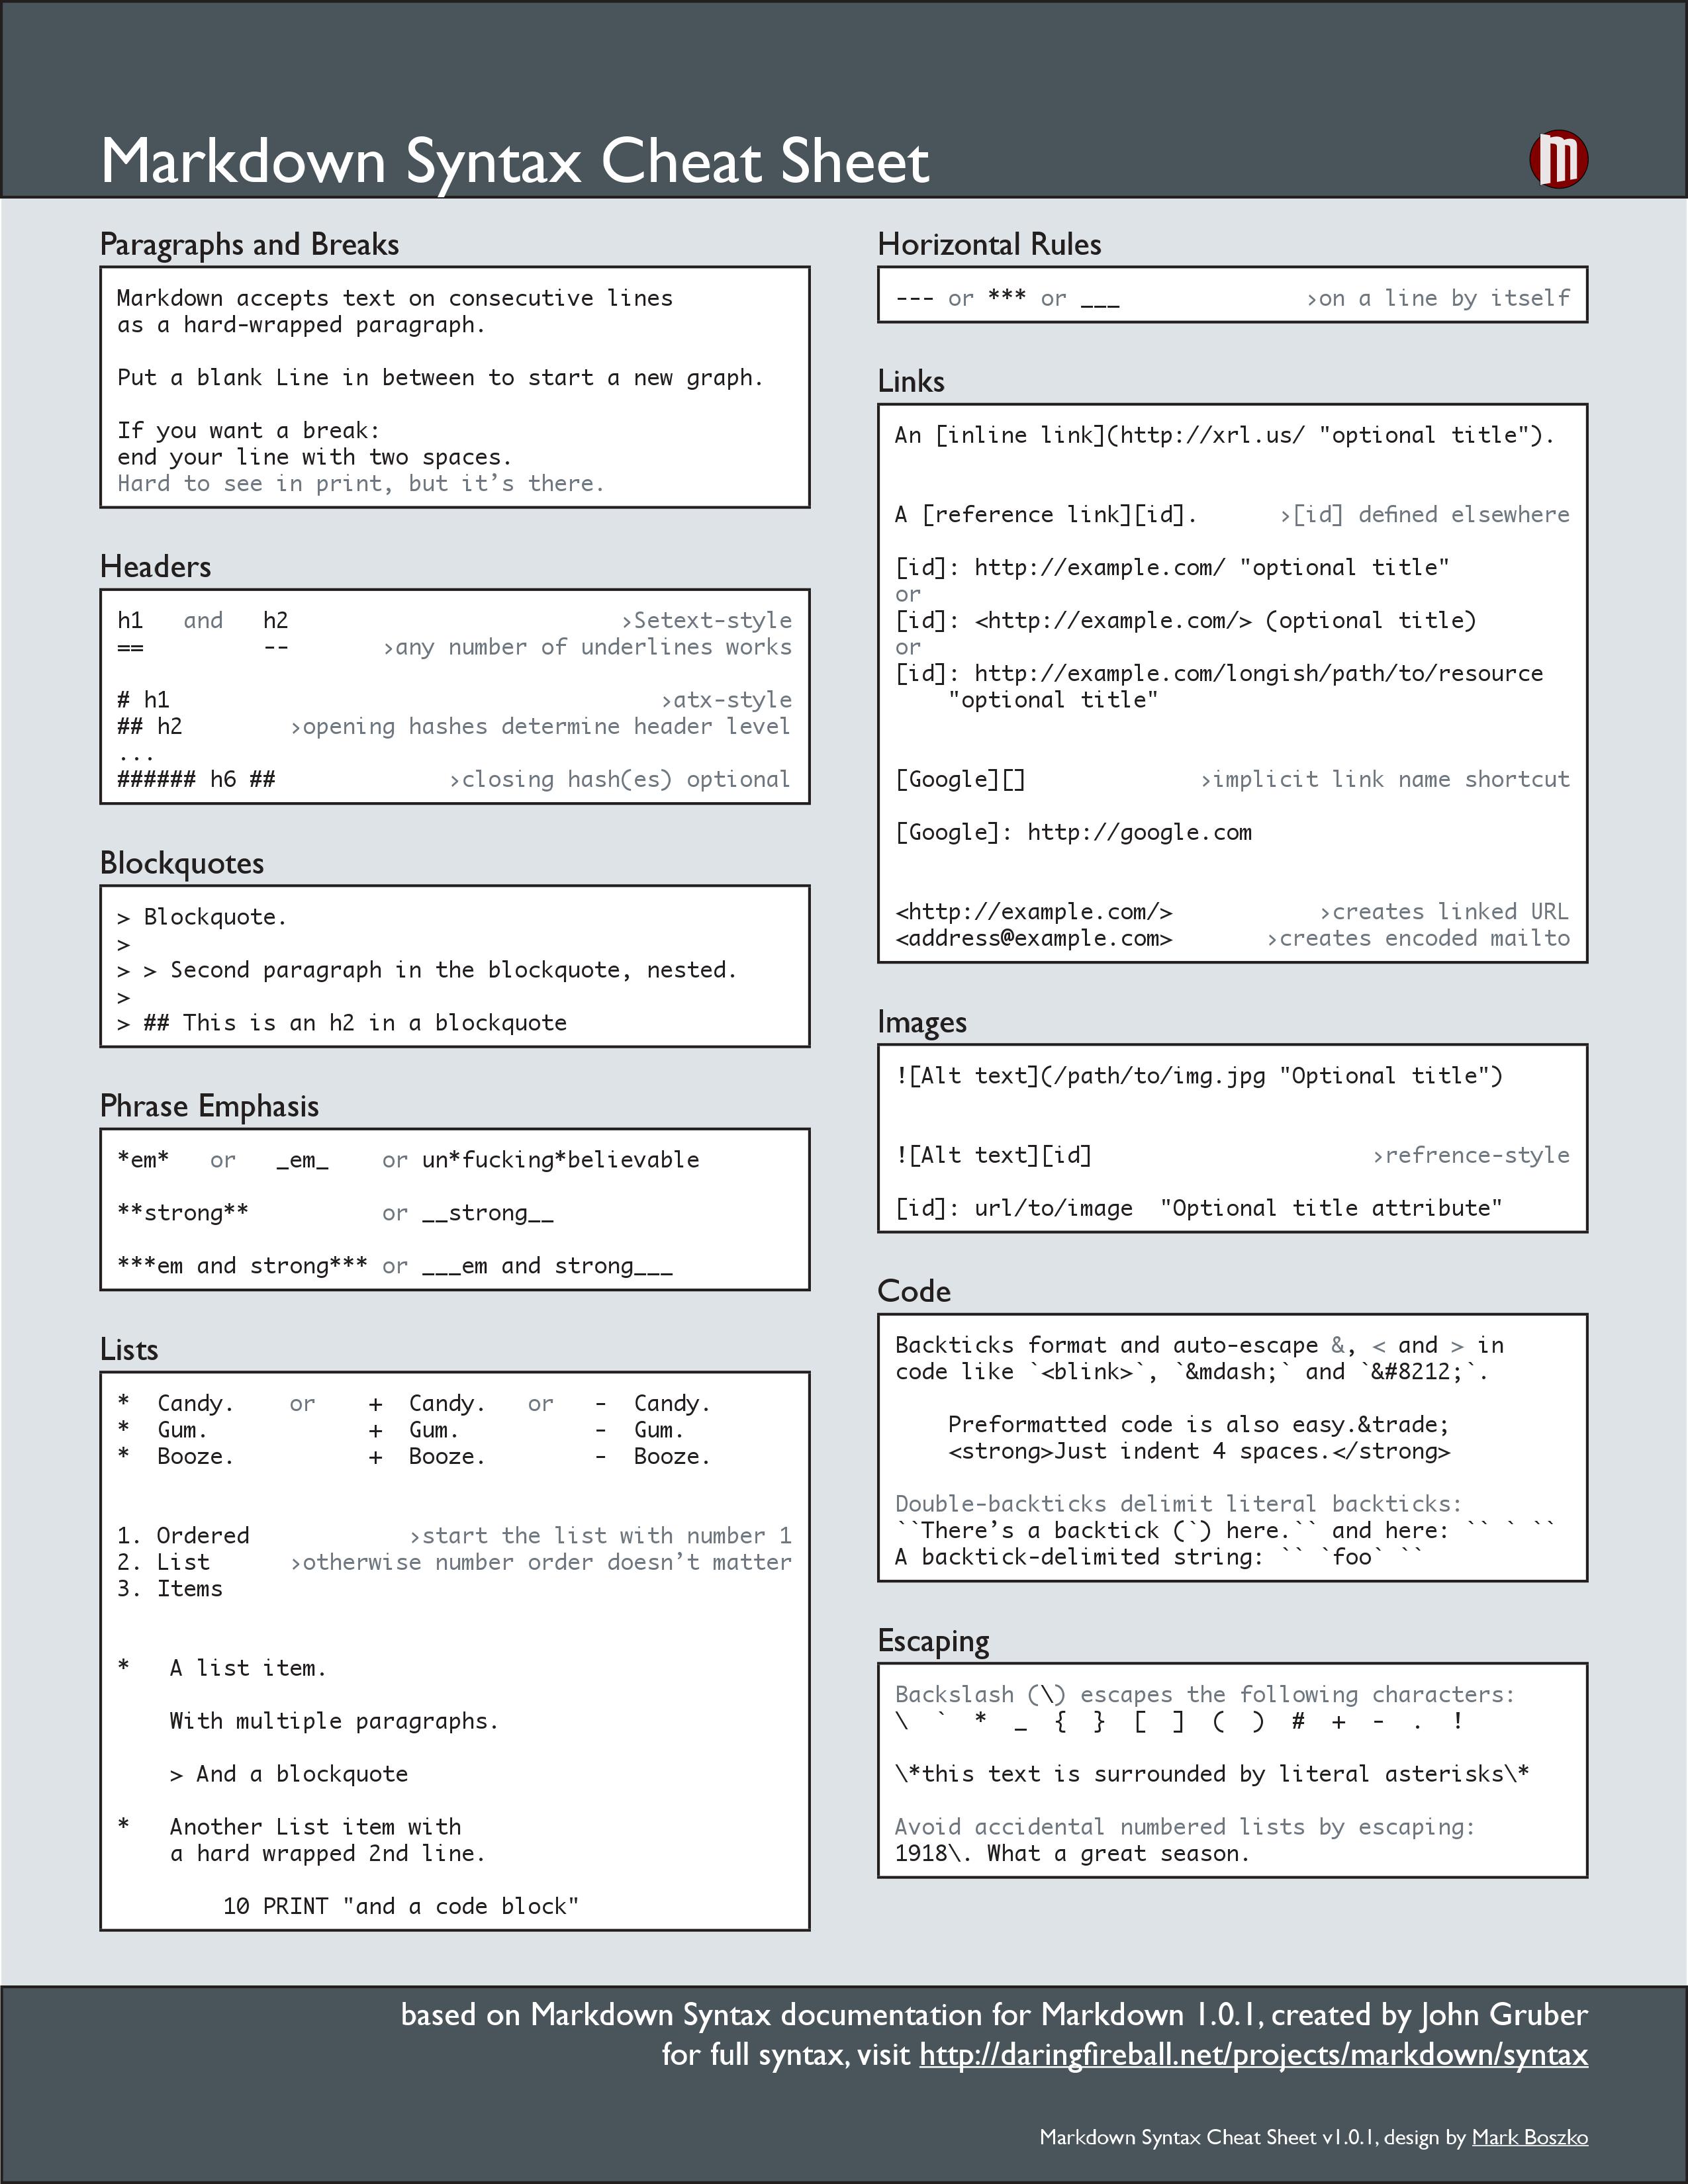 Markdown Syntax Cheat Sheet
m
Paragraphs and Breaks
Markdown accepts text on consecutive lines
as a hard-wrapped paragraph.
Put a blank Line in between to start a new graph.
If you want a break:
end your line with two spaces.
Hard to see in print, but it’s there.
Headers
h1   and   h2                         ›Setext-style
==         --       ›any number of underlines works
# h1                                     ›atx-style
## h2        ›opening hashes determine header level
...
###### h6 ##             ›closing hash(es) optional
Blockquotes
> Blockquote.
>
> > Second paragraph in the blockquote, nested.
>
> ## This is an h2 in a blockquote
Phrase Emphasis
*em*   or   _em_    or un*fucking*believable
**strong**          or __strong__
***em and strong*** or ___em and strong___
Lists
*  Candy.    or    +  Candy.   or   -  Candy.
*  Gum.            +  Gum.          -  Gum.
*  Booze.          +  Booze.        -  Booze.
1. Ordered            ›start the list with number 1
2. List      ›otherwise number order doesn’t matter
3. Items
*   A list item.
    With multiple paragraphs.
    > And a blockquote
*   Another List item with
    a hard wrapped 2nd line.
        10 PRINT "and a code block"
Horizontal Rules
--- or *** or ___              ›on a line by itself
Links
An [inline link](http://xrl.us/ "optional title").
A [reference link][id].      ›[id] defined elsewhere
[id]: http://example.com/ "optional title"
or
[id]: <http://example.com/> (optional title)
or
[id]: http://example.com/longish/path/to/resource
    "optional title"
[Google][]             ›implicit link name shortcut
[Google]: http://google.com
<http://example.com/>           ›creates linked URL
<address@example.com>       ›creates encoded mailto
Images
![Alt text](/path/to/img.jpg "Optional title")
![Alt text][id]                     ›refrence-style
[id]: url/to/image  "Optional title attribute"
Code
Backticks format and auto-escape &, < and > in
code like `<blink>`, `&mdash;` and `&#8212;`.
    Preformatted code is also easy.&trade;
    <strong>Just indent 4 spaces.</strong>
Double-backticks delimit literal backticks:
``There’s a backtick (`) here.`` and here: `` ` ``
A backtick-delimited string: `` `foo` ``
Escaping
Backslash (\) escapes the following characters:
\  `  *  _  {  }  [  ]  (  )  #  +  -  .  !
\*this text is surrounded by literal asterisks\*
Avoid accidental numbered lists by escaping:
1918\. What a great season.
based on Markdown Syntax documentation for Markdown 1.0.1, created by John Gruber
for full syntax, visit http://daringfireball.net/projects/markdown/syntax
Markdown Syntax Cheat Sheet v1.0.1, design by Mark Boszko